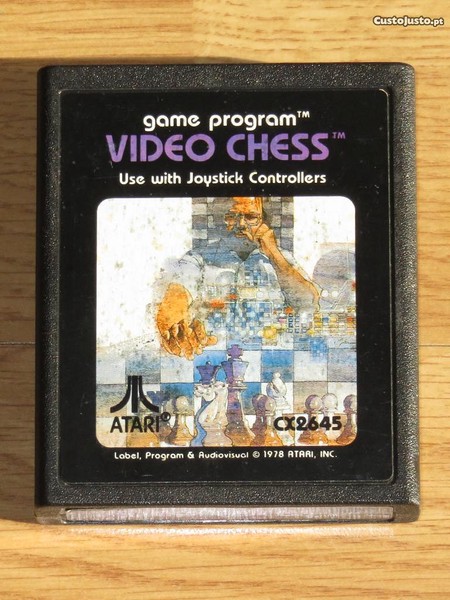 CustoJusto.pt
game program™
VIDEO CHESS™
Use with Joystick Controllers
ATARI®
CX2645
Label, Program & Audiovisual © 1978 ATARI, INC.